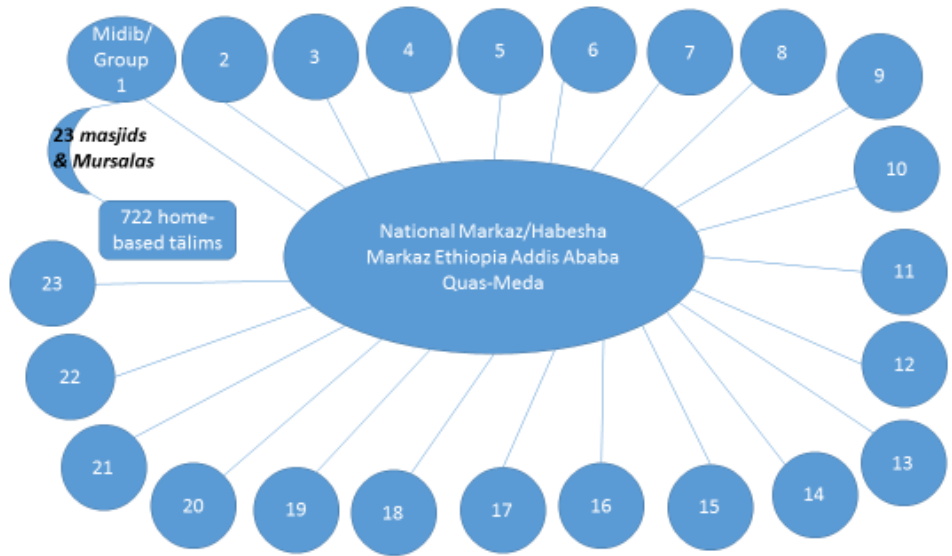 Midib/
Group
1
2
3
4
5
6
7
8
9
10
11
12
13
14
15
16
17
18
19
20
21
22
23
23 masjids
& Mursalas
722 home-
based tālims
National Markaz/Habesha
Markaz Ethiopia Addis Ababa
Quas-Meda